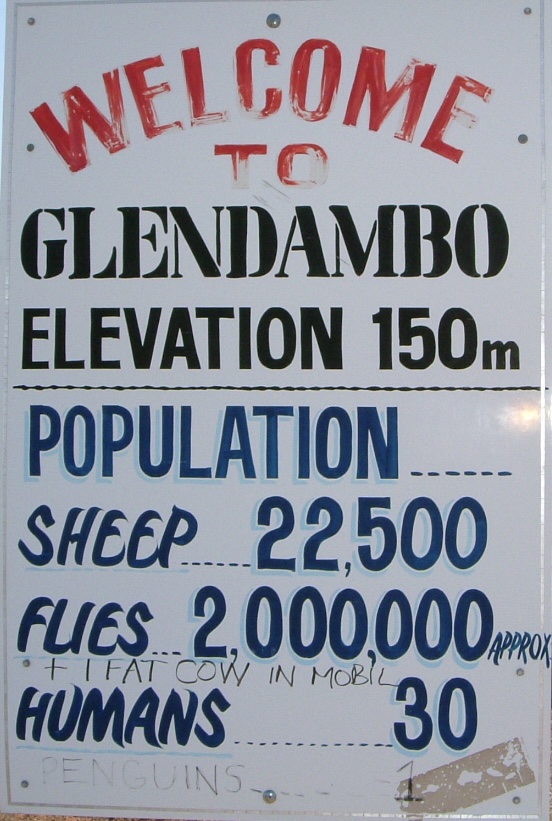 WELCOME
TO
GLENDAMBO
ELEVATION 150m
POPULATION ......
SHEEP.....22,500
FLIES... 2,000,000 APPROX
+ 1 FAT COW IN MOBIL
HUMANS ............ 30
PENGUINS..... - - 1